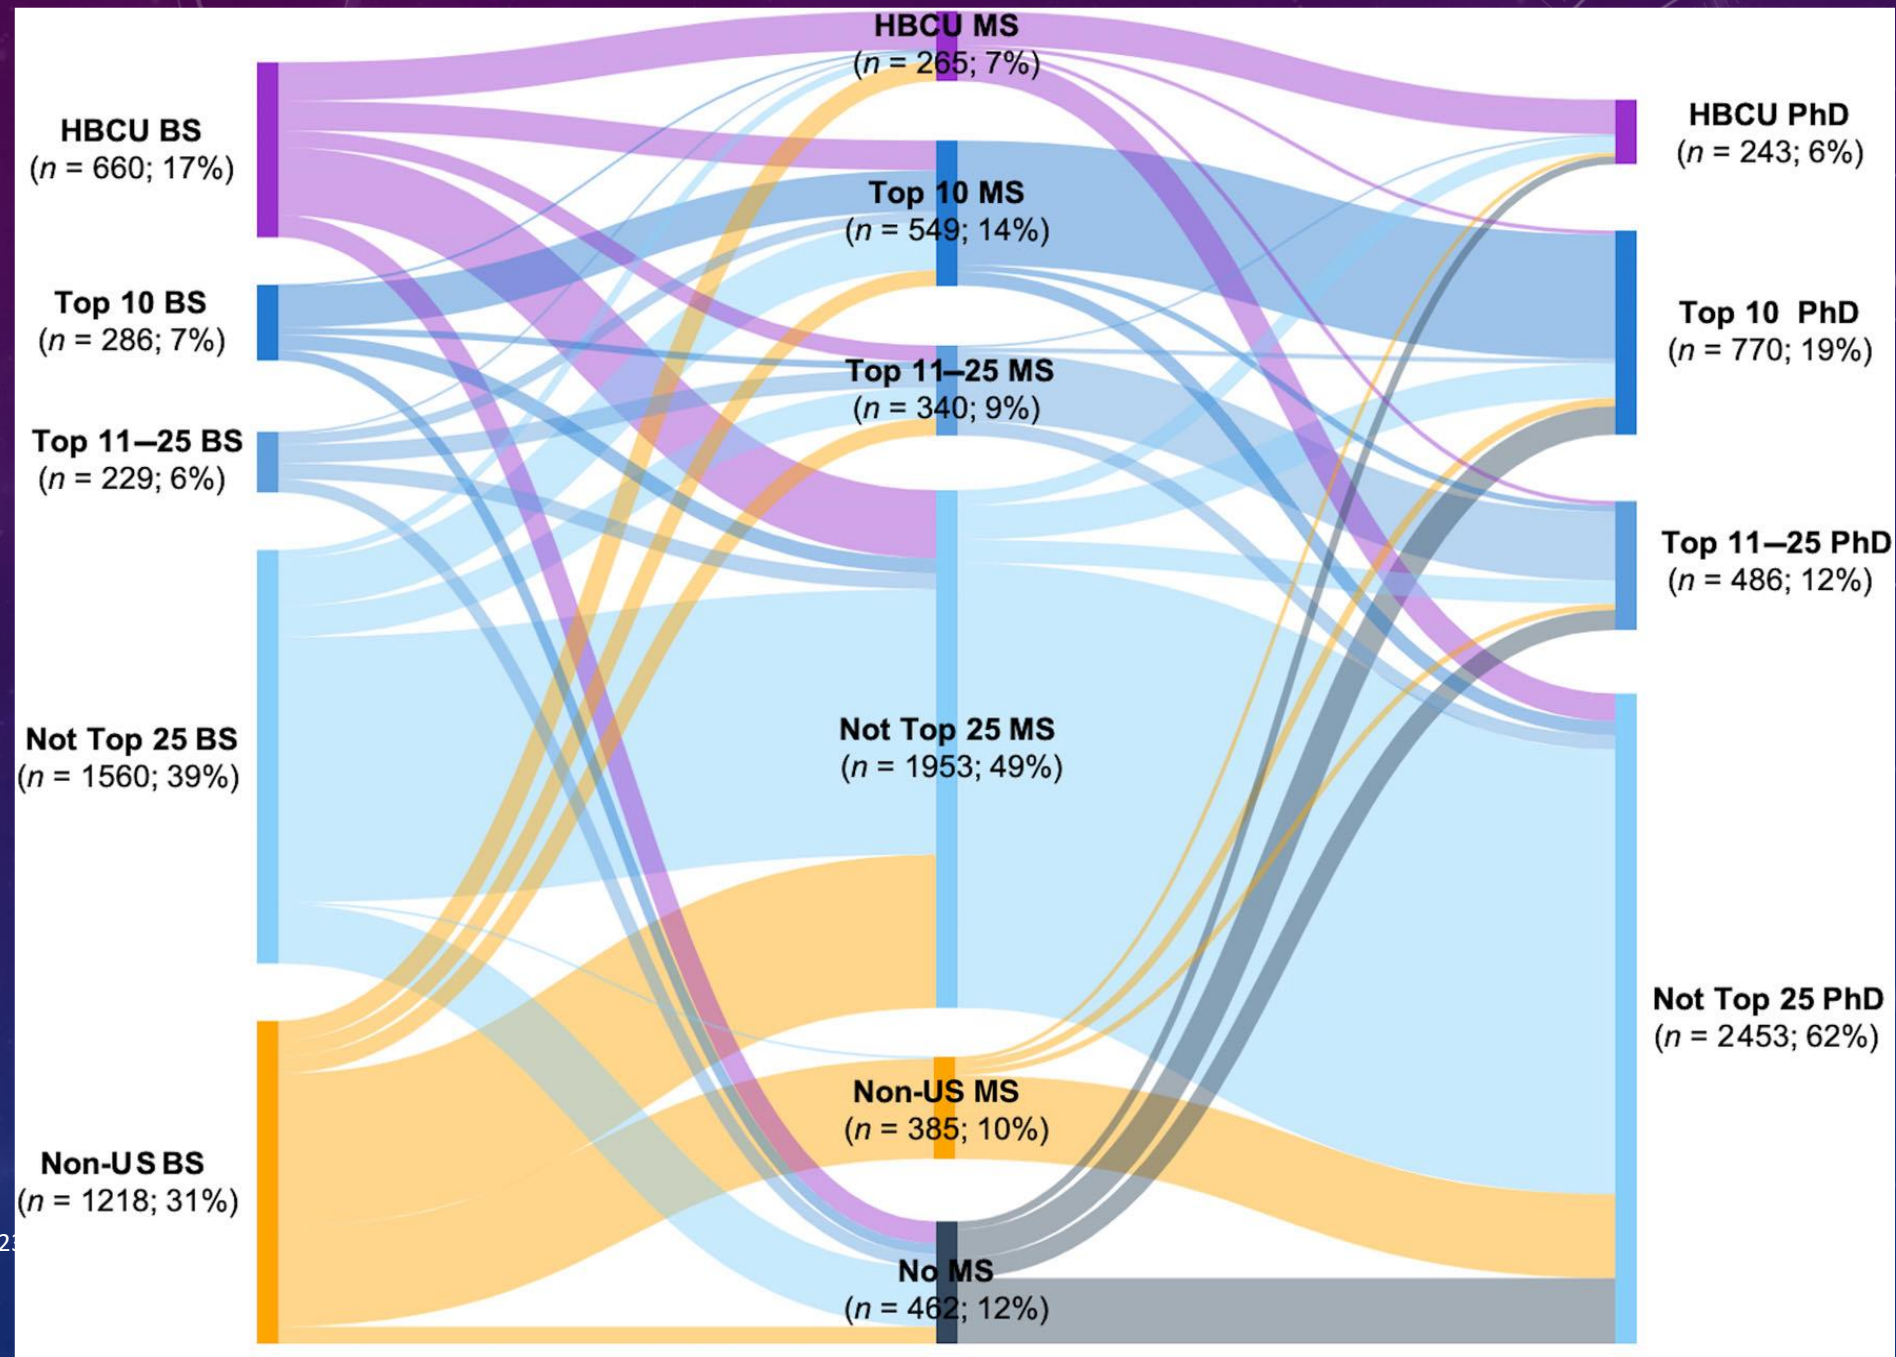 HBCU BS
(n = 660; 17%)
Top 10 BS
(n = 286; 7%)
Top 11–25 BS
(n = 229; 6%)
Not Top 25 BS
(n = 1560; 39%)
Non-US BS
(n = 1218; 31%)
HBCU MS
(n = 265; 7%)
Top 10 MS
(n = 549; 14%)
Top 11–25 MS
(n = 340; 9%)
Not Top 25 MS
(n = 1953; 49%)
Non-US MS
(n = 385; 10%)
No MS
(n = 462; 12%)
HBCU PhD
(n = 243; 6%)
Top 10 PhD
(n = 770; 19%)
Top 11–25 PhD
(n = 486; 12%)
Not Top 25 PhD
(n = 2453; 62%)